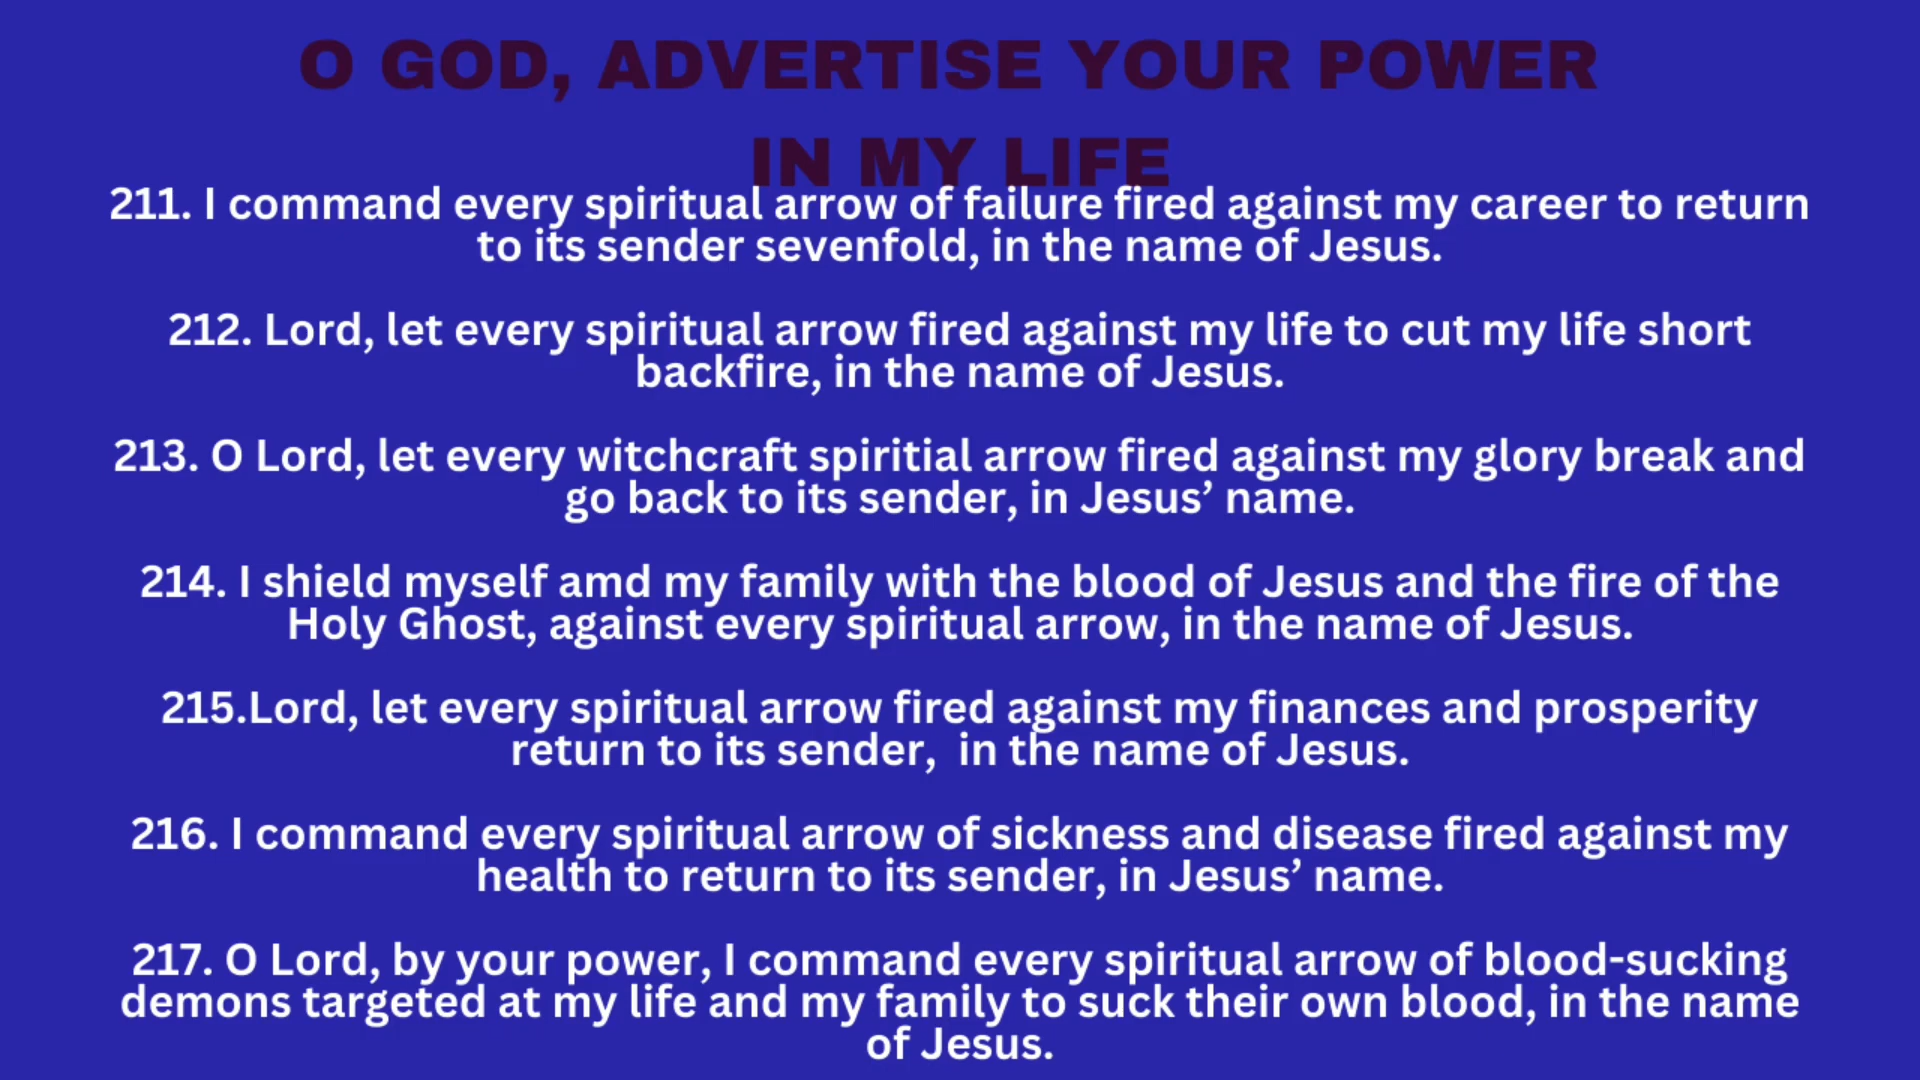 O GOD, ADVERTISE YOUR POWER
IN MY LIFE
211. I command every spiritual arrow of failure fired against my career to return
to its sender sevenfold, in the name of Jesus.
212. Lord, let every spiritual arrow fired against my life to cut my life short
backfire, in the name of Jesus.
213. O Lord, let every witchcraft spiritial arrow fired against my glory break and
go back to its sender, in Jesus’ name.
214. I shield myself amd my family with the blood of Jesus and the fire of the
Holy Ghost, against every spiritual arrow, in the name of Jesus.
215.Lord, let every spiritual arrow fired against my finances and prosperity
return to its sender,  in the name of Jesus.
216. I command every spiritual arrow of sickness and disease fired against my
health to return to its sender, in Jesus’ name.
217. O Lord, by your power, I command every spiritual arrow of blood-sucking
demons targeted at my life and my family to suck their own blood, in the name
of Jesus.